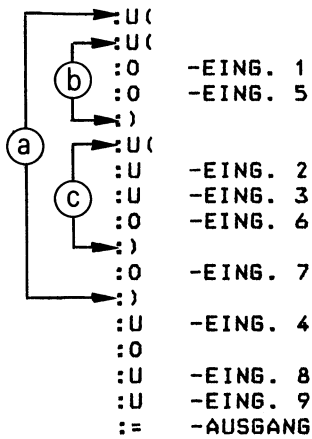 :U(
:U(
b
:O -EING. 1
:O -EING. 5
:)
a
:U(
:U -EING. 2
c
:U -EING. 3
:O -EING. 6
:)
:O -EING. 7
:)
:U -EING. 4
:O
:U -EING. 8
:U -EING. 9
:= -AUSGANG